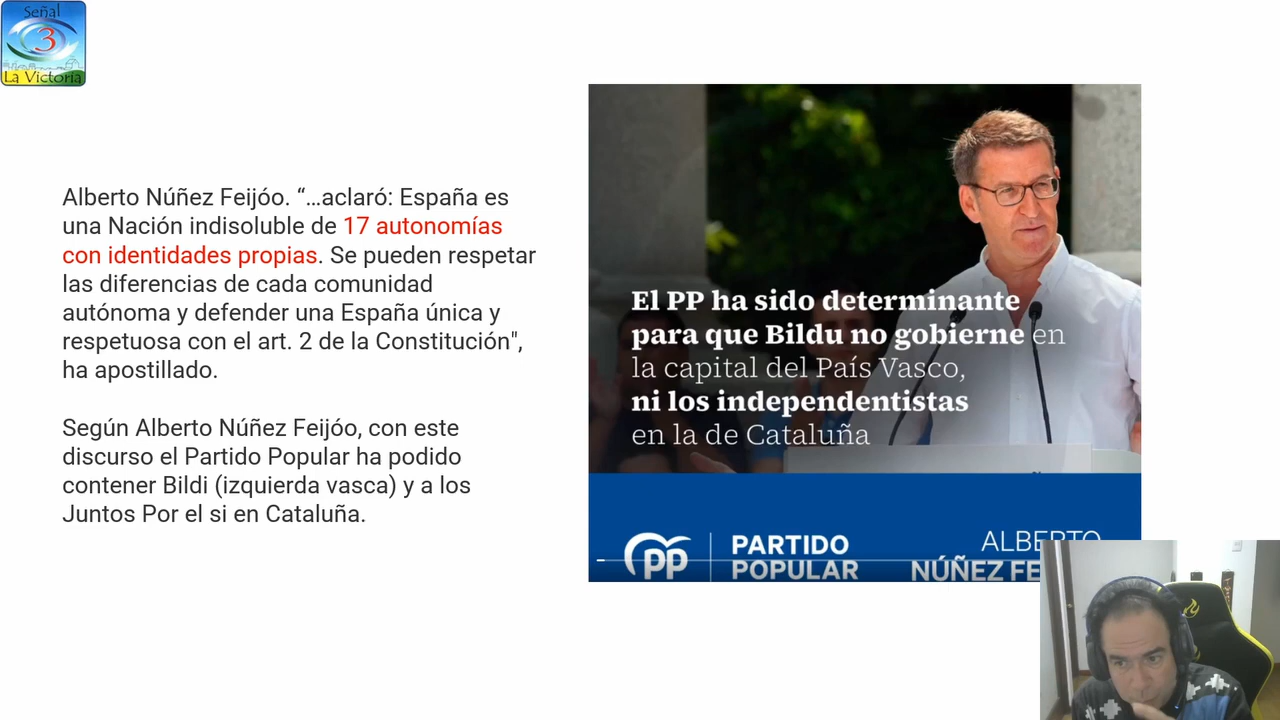 Señal
3
La Victoria
Alberto Núñez Feijóo. “…aclaró: España es
una Nación indisoluble de 17 autonomías
con identidades propias. Se pueden respetar
las diferencias de cada comunidad
autónoma y defender una España única y
respetuosa con el art. 2 de la Constitución",
ha apostillado.
Según Alberto Núñez Feijóo, con este
discurso el Partido Popular ha podido
contener Bildi (izquierda vasca) y a los
Juntos Por el si en Cataluña.
El PP ha sido determinante
para que Bildu no gobierne en
la capital del País Vasco,
ni los independentistas
en la de Cataluña
PP
PARTIDO
POPULAR
ALBERTO
NÚÑEZ FE